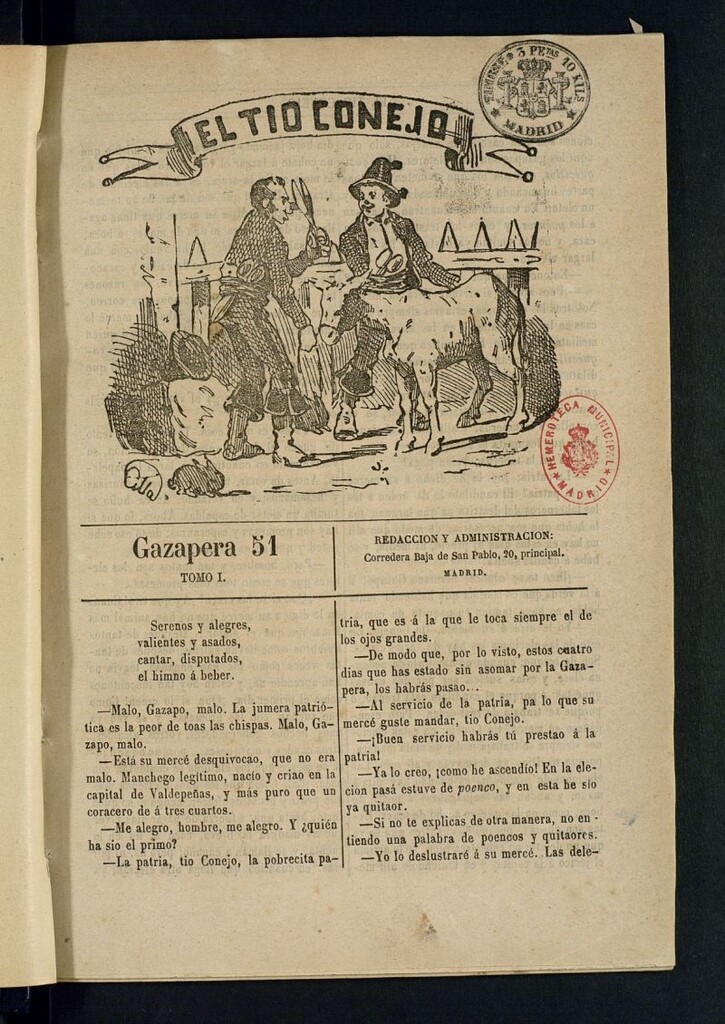 EL TIO CONEJO
3 PETAS 10 KILS
MADRID
Cilla
HEMEROTECA MUNICIPAL
MADRID
Gazapera 51
TOMO I.
REDACCION Y ADMINISTRACION:
Corredera Baja de San Pablo, 20, principal.
MADRID.
Serenos y alegres,
valientes y asados,
cantar, disputados,
el himno á beber.
—Malo, Gazapo, malo. La jumera patrió-
tica es la peor de toas las chispas. Malo, Ga-
zapo, malo.
—Está su mercé desquivocao, que no era
malo. Manchego legítimo, nacío y criao en la
capital de Valdepeñas, y más puro que un
coracero de á tres cuartos.
—Me alegro, hombre, me alegro. Y ¿quién
ha sio el primo?
—La patria, tio Conejo, la pobrecita pa-
tria, que es á la que le toca siempre el de
los ojos grandes.
—De modo que, por lo visto, estos cuatro
dias que has estado sin asomar por la Gaza-
pera, los habrás pasao...
—Al servicio de la patria, pa lo que su
mercé guste mandar, tio Conejo.
—¡Buen servicio habrás tú prestao á la
patria!
—Ya lo creo, ¡como he ascendío! En la ele-
cion pasá estuve de poenco, y en esta he sio
ya quitaor.
—Si no te explicas de otra manera, no en-
tiendo una palabra de poencos y quitaores.
—Yo lo deslustraré á su mercé. Las dele-